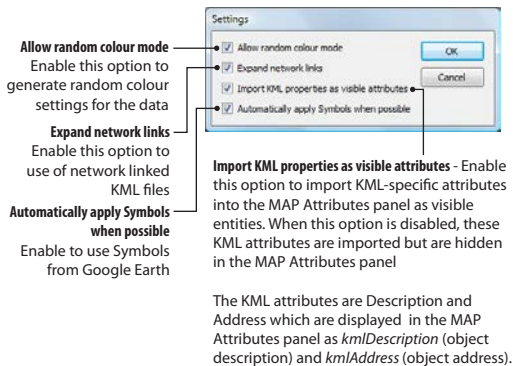 Settings
Allow random colour mode
Expand network links
Import KML properties as visible attributes
Automatically apply Symbols when possible
OK
Cancel
Allow random colour mode
Enable this option to
generate random colour
settings for the data
Expand network links
Enable this option to
use of network linked
KML files
Automatically apply Symbols
when possible
Enable to use Symbols
from Google Earth
Import KML properties as visible attributes - Enable
this option to import KML-specific attributes
into the MAP Attributes panel as visible
entities. When this option is disabled, these
KML attributes are imported but are hidden
in the MAP Attributes panel
The KML attributes are Description and
Address which are displayed in the MAP
Attributes panel as kmlDescription (object
description) and kmlAddress (object address).